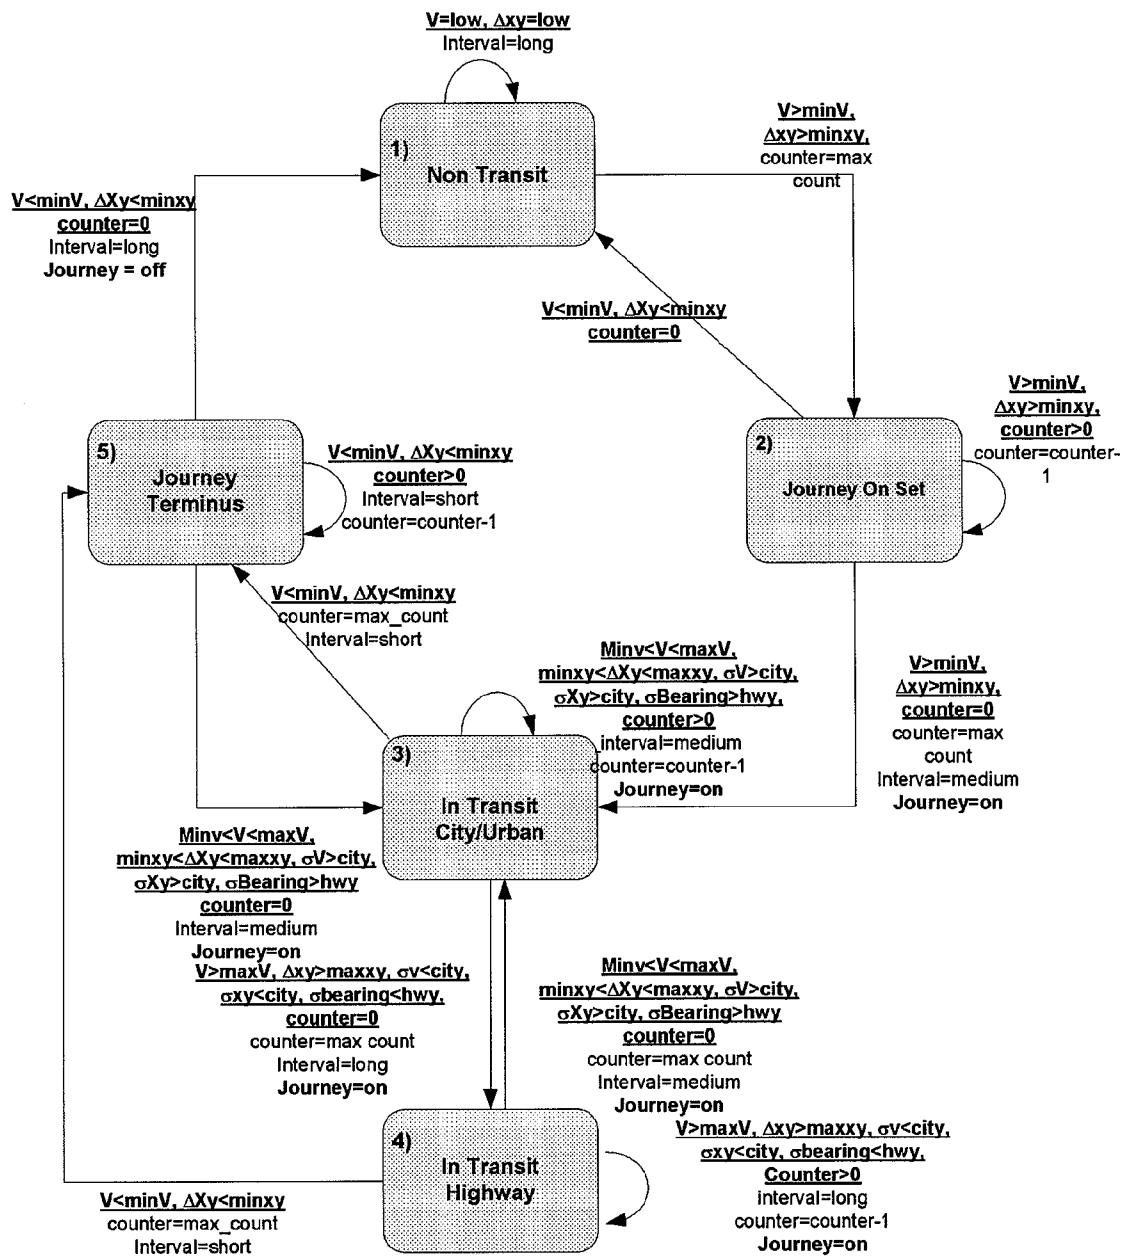 V=low, Δxy=low
Interval=long
1)
Non Transit
V>minV,
Δxy>minxy,
counter=max
count
V<minV, ΔXy<minxy
counter=0
Interval=long
Journey = off
V<minV, ΔXy<minxy
counter=0
V>minV,
Δxy>minxy,
counter>0
counter=counter-
1
5)
Journey
Terminus
V<minV, ΔXy<minxy
counter>0
Interval=short
counter=counter-1
2)
Journey On Set
V<minV, ΔXy<minxy
counter=max_count
Interval=short
Minv<V<maxV,
minxy<ΔXy<maxxy, σV>city,
σXy>city, σBearing>hwy,
counter>0
interval=medium
counter=counter-1
Journey=on
V>minV,
Δxy>minxy,
counter=0
counter=max
count
Interval=medium
Journey=on
3)
In Transit
City/Urban
Minv<V<maxV,
minxy<ΔXy<maxxy, σV>city,
σXy>city, σBearing>hwy
counter=0
Interval=medium
Journey=on
V>maxV, Δxy>maxxy, σv<city,
σxy<city, σbearing<hwy,
counter=0
counter=max count
Interval=long
Journey=on
Minv<V<maxV,
minxy<ΔXy<maxxy, σV>city,
σXy>city, σBearing>hwy
counter=0
counter=max count
Interval=medium
Journey=on
4)
In Transit
Highway
V>maxV, Δxy>maxxy, σv<city,
σxy<city, σbearing<hwy,
Counter>0
interval=long
counter=counter-1
Journey=on
V<minV, ΔXy<minxy
counter=max_count
Interval=short